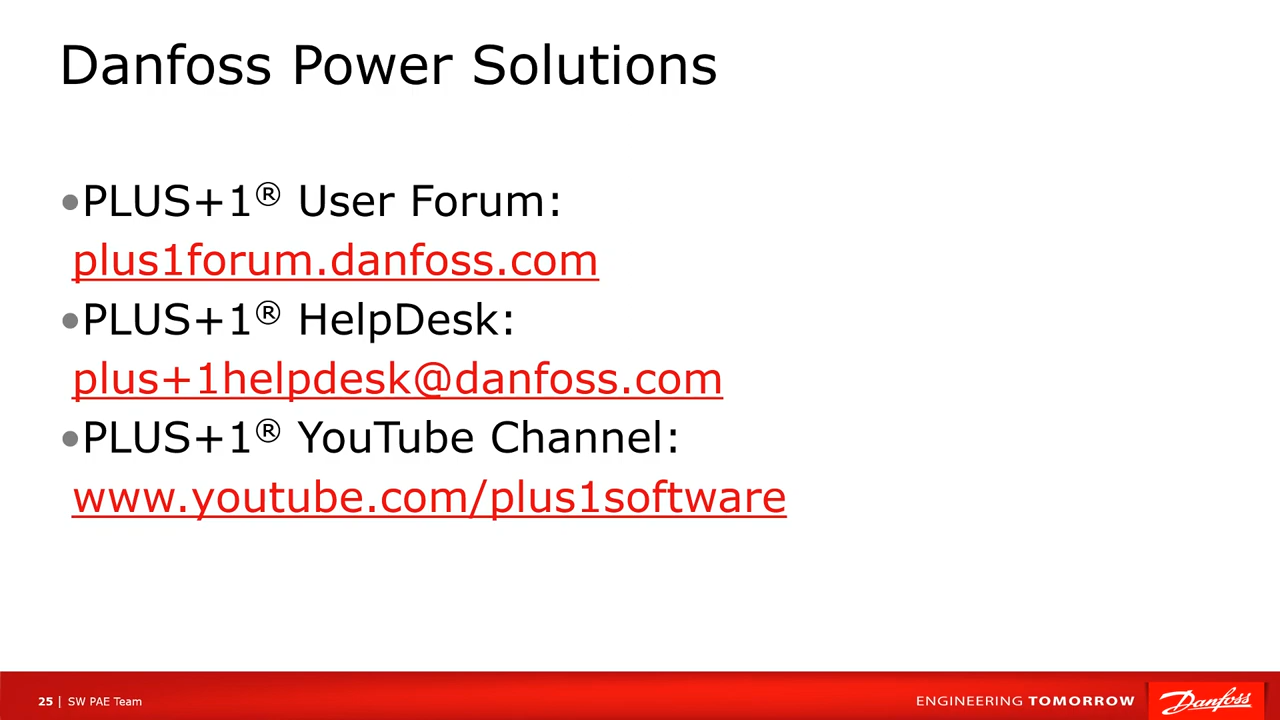 Danfoss Power Solutions
•PLUS+1® User Forum:
plus1forum.danfoss.com
•PLUS+1® HelpDesk:
plus+1helpdesk@danfoss.com
•PLUS+1® YouTube Channel:
www.youtube.com/plus1software
25 | SW PAE Team
ENGINEERING TOMORROW
Danfoss